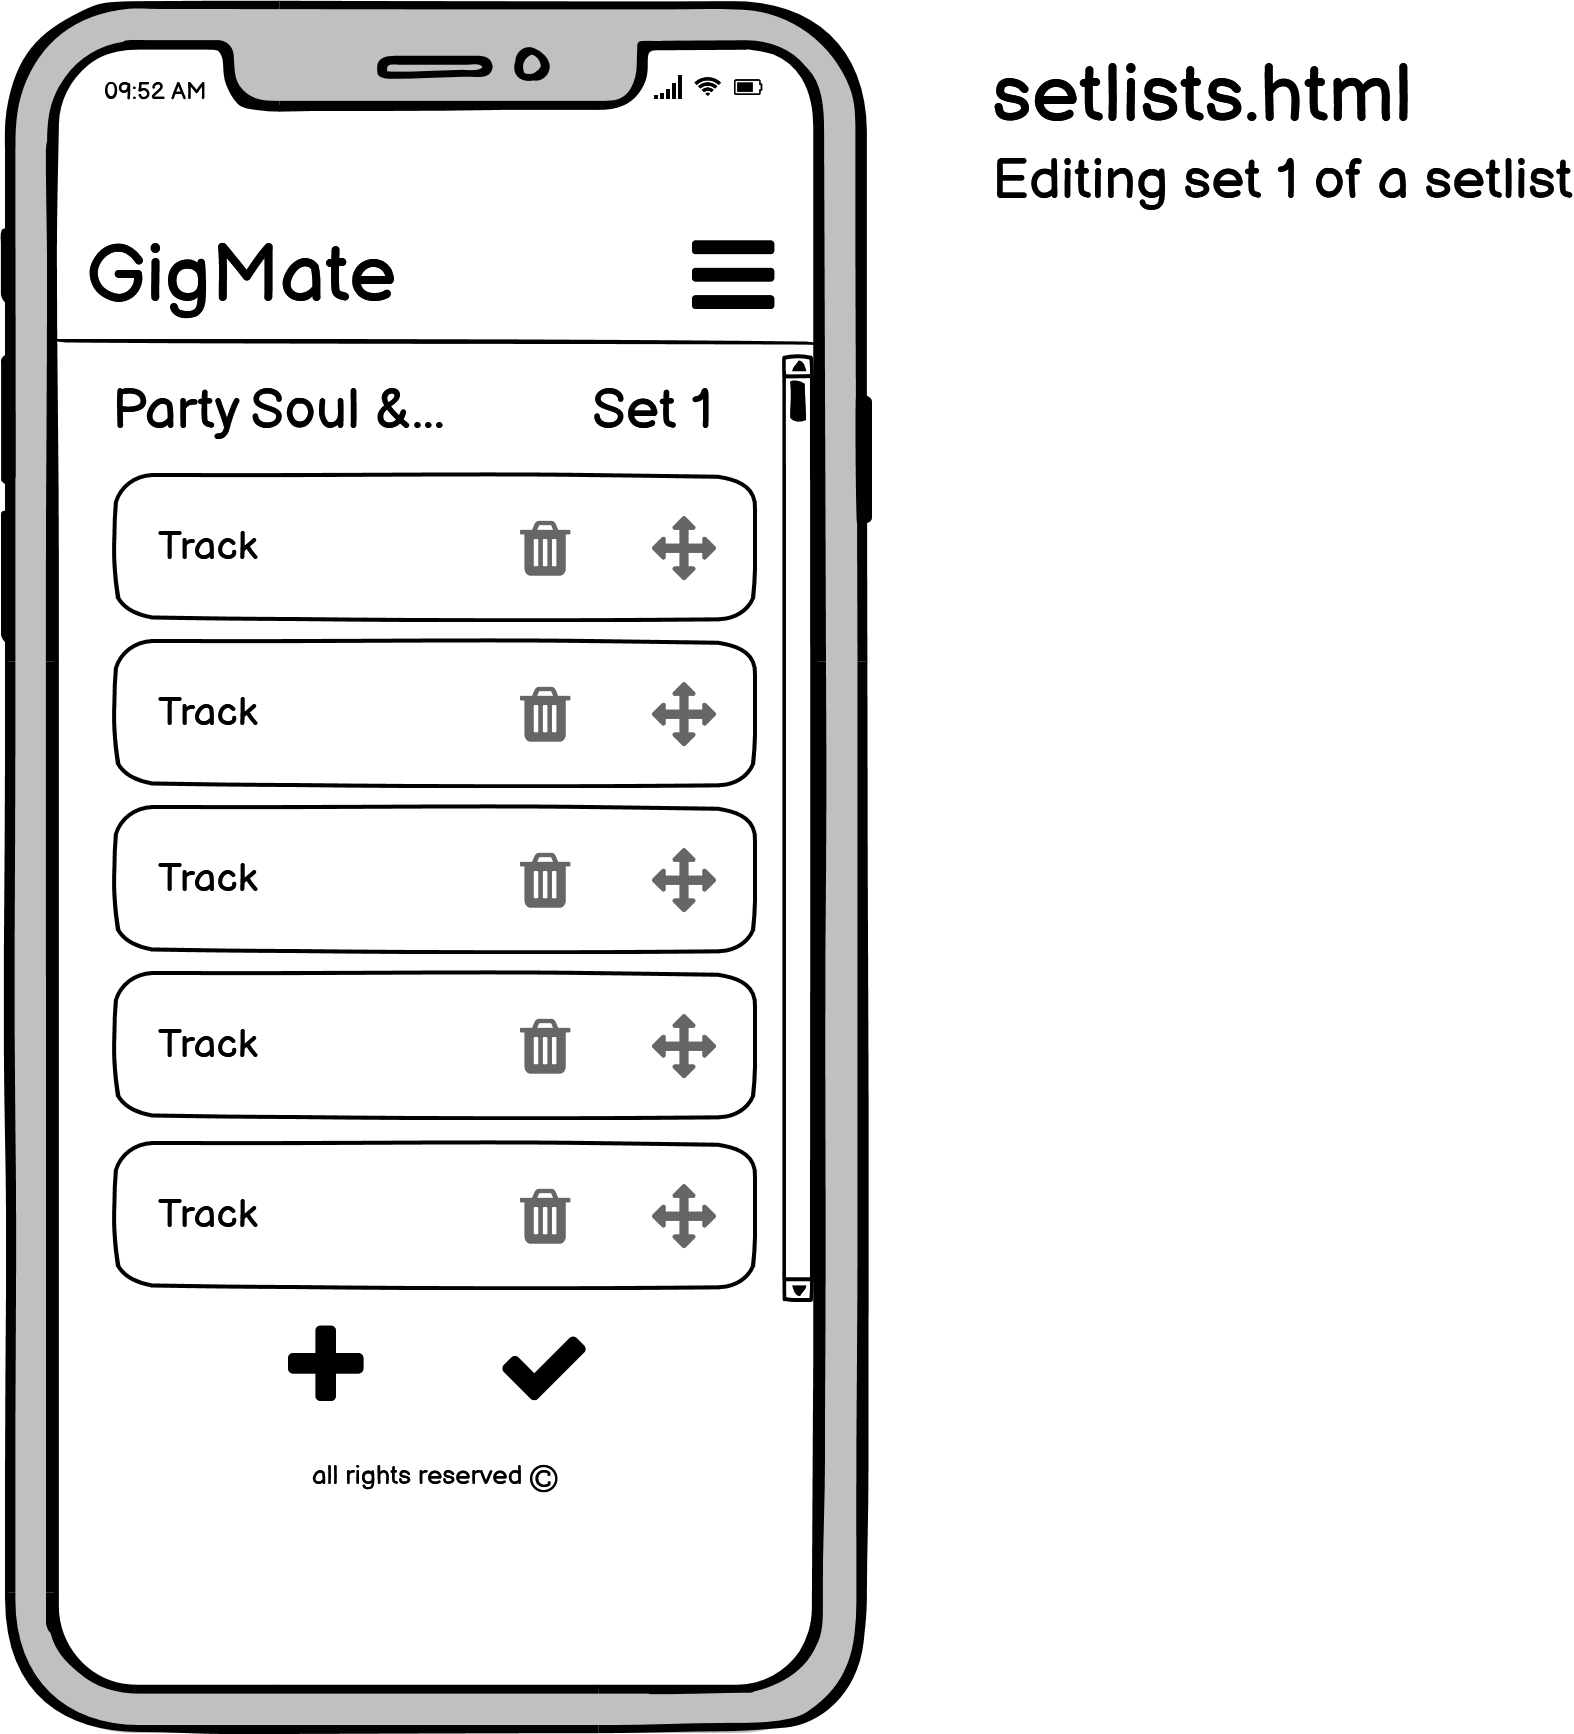 09:52 AM
setlists.html
Editing set 1 of a setlist
GigMate
Party Soul &... Set 1
Track
Track
Track
Track
Track
all rights reserved ©